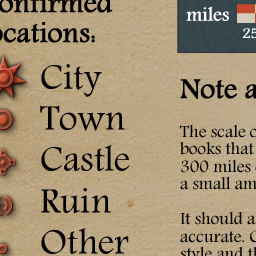 onfirmed
ocations:
City
Town
Castle
Ruin
Other
miles
25
Note a
The scale o
books that
300 miles
a small am
It should a
accurate.
style and